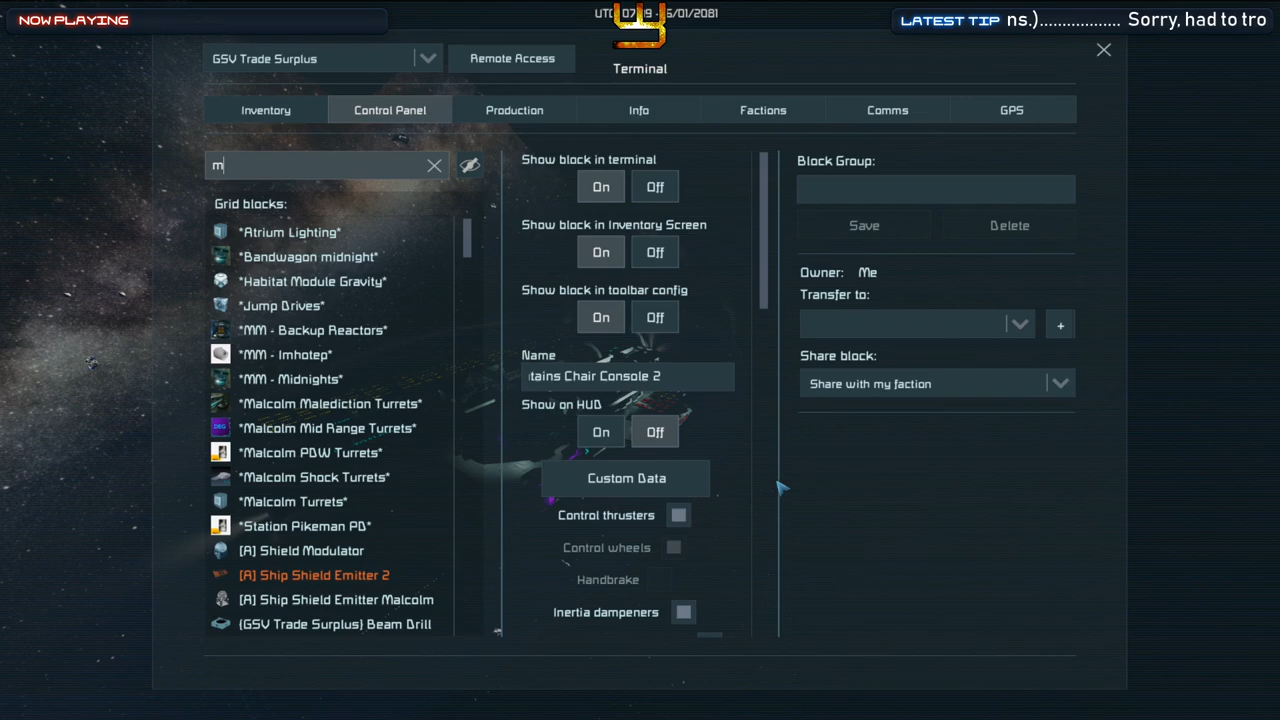 NOW PLAYING
LATEST TIP ns.)................ Sorry, had to tro
GSV Trade Surplus
Remote Access
Terminal
Inventory
Control Panel
Production
Info
Factions
Comms
GPS
m
Grid blocks:
*Atrium Lighting*
*Bandwagon midnight*
*Habitat Module Gravity*
*Jump Drives*
*MM - Backup Reactors*
*MM - Imhotep*
*MM - Midnights*
*Malcolm Malediction Turrets*
*Malcolm Mid Range Turrets*
*Malcolm PDW Turrets*
*Malcolm Shock Turrets*
*Malcolm Turrets*
*Station Pikeman PD*
[A] Shield Modulator
[A] Ship Shield Emitter 2
[A] Ship Shield Emitter Malcolm
{GSV Trade Surplus} Beam Drill
Show block in terminal
On Off
Show block in Inventory Screen
On Off
Show block in toolbar config
On Off
Name
tains Chair Console 2
Show on HUD
On Off
Custom Data
Control thrusters
Control wheels
Handbrake
Inertia dampeners
Block Group:
Save Delete
Owner: Me
Transfer to:
+
Share block:
Share with my faction